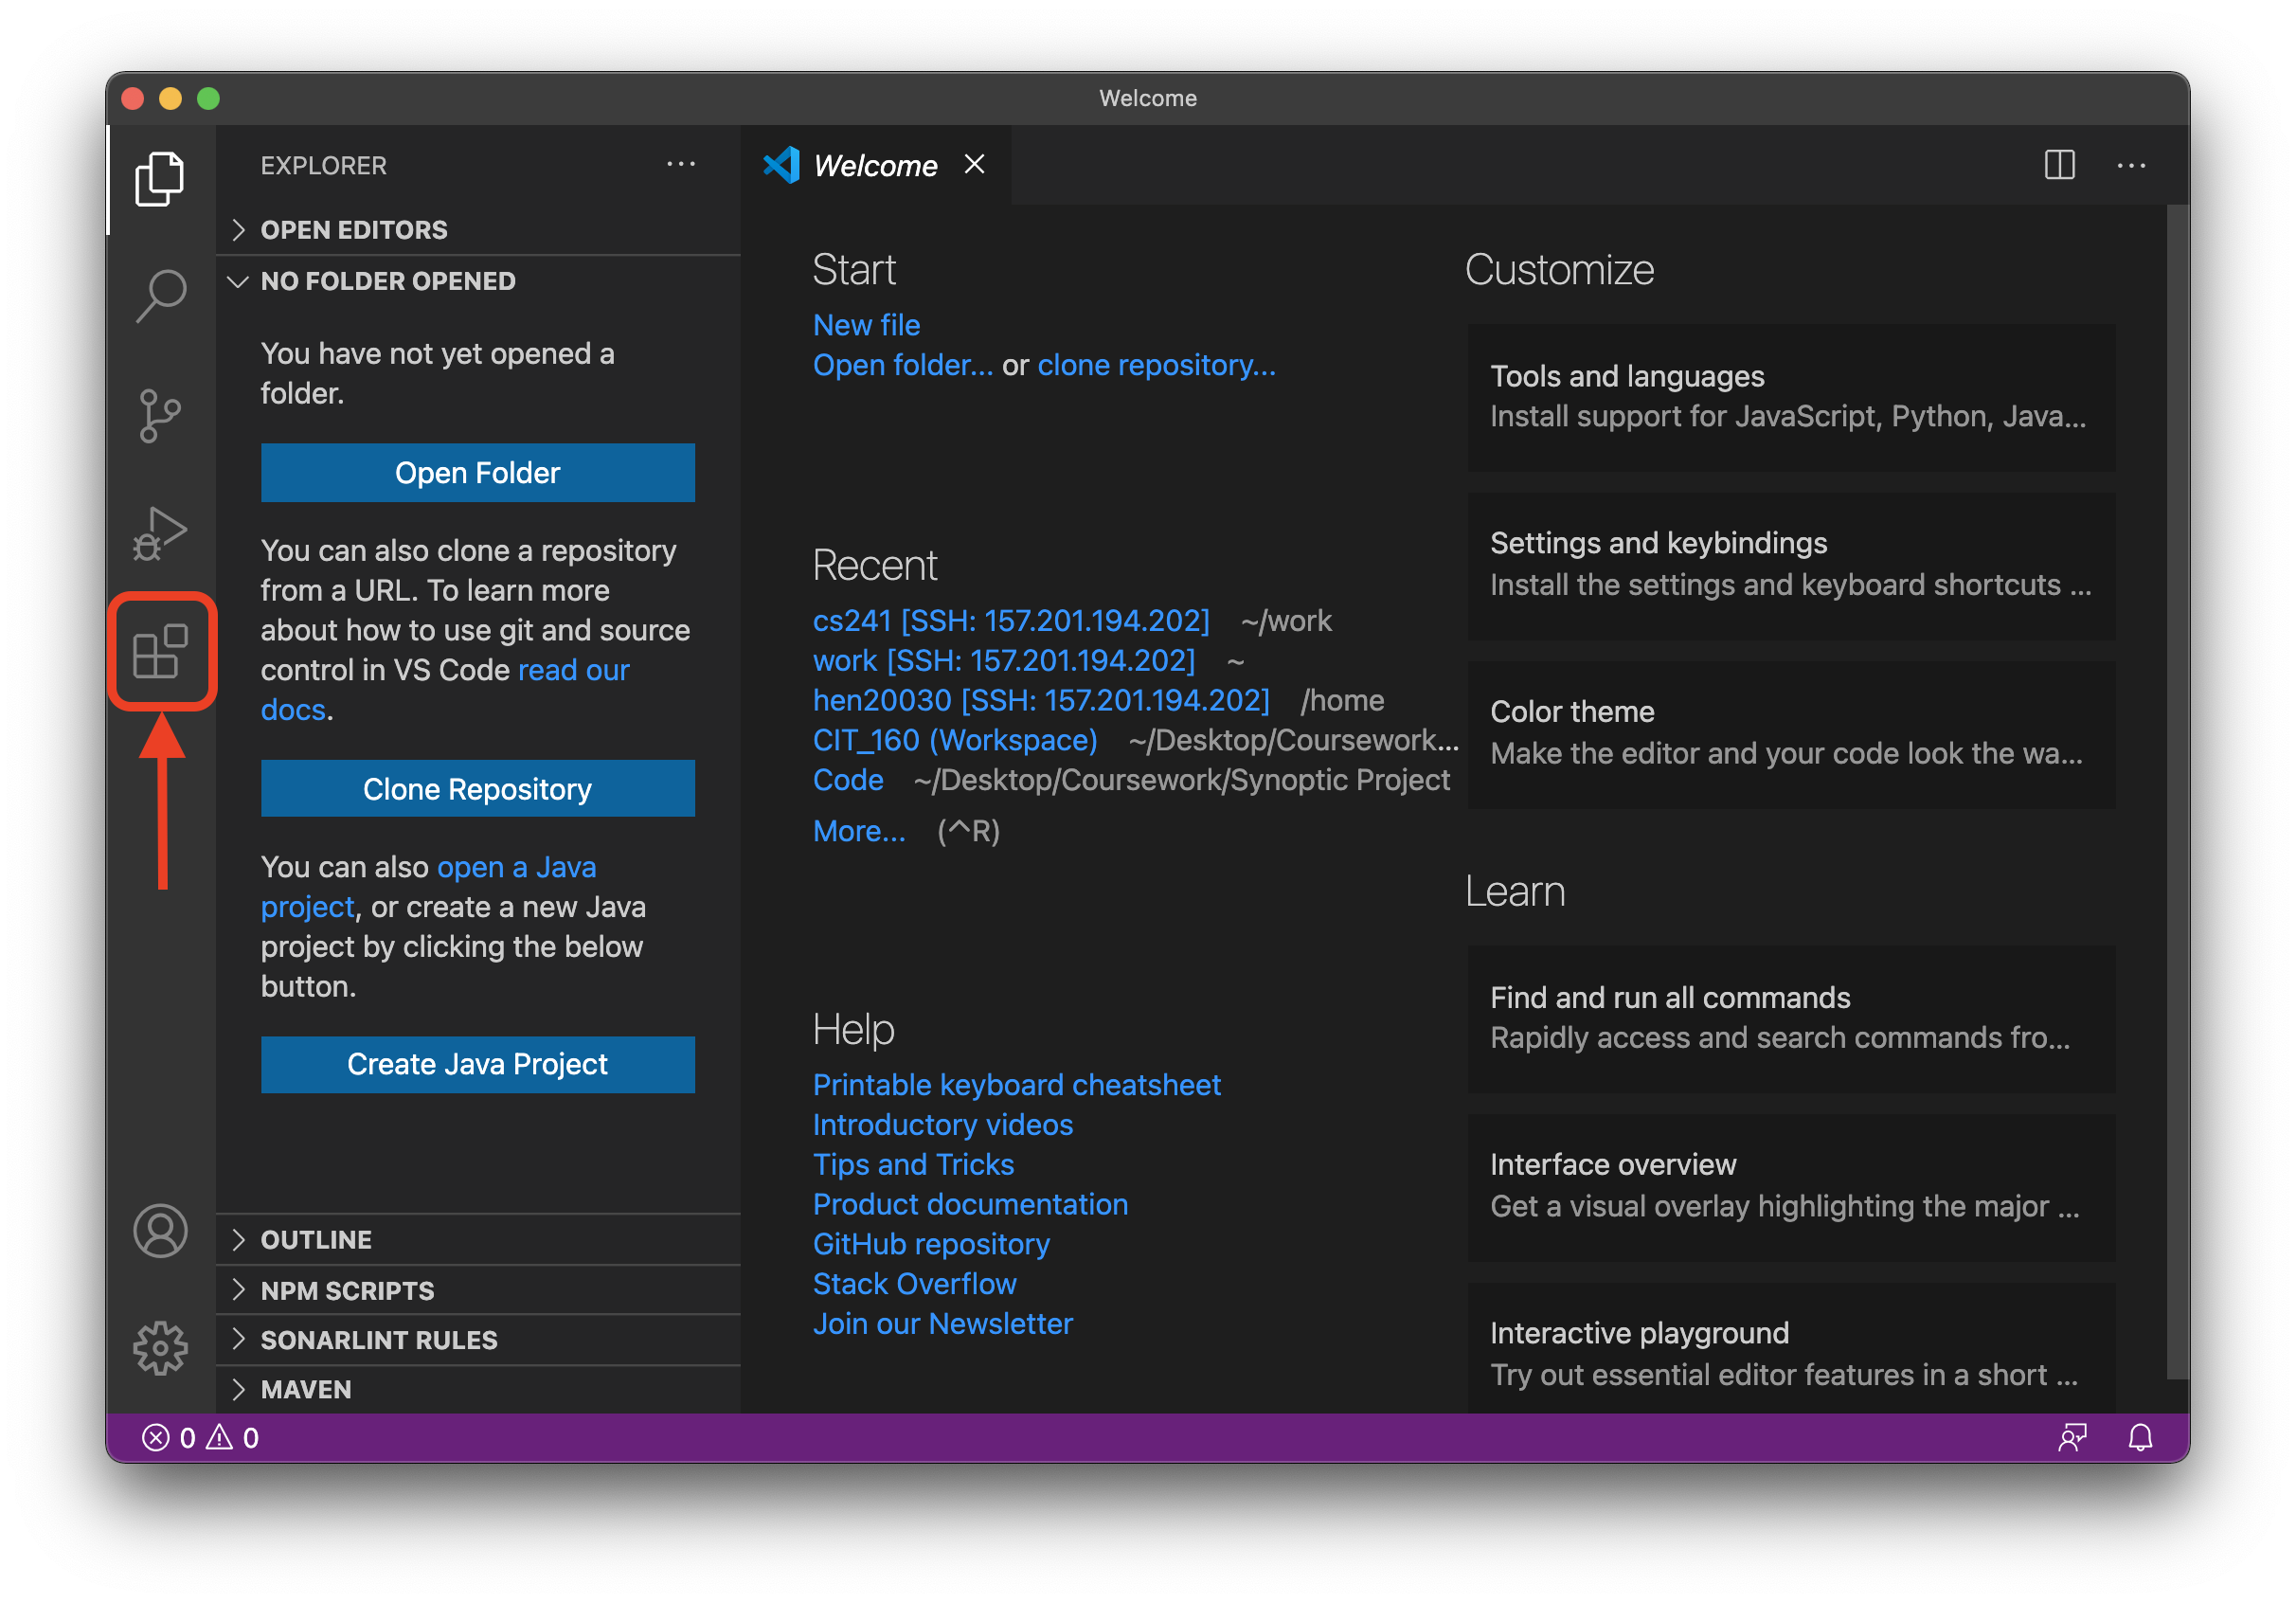 Welcome
EXPLORER
OPEN EDITORS
NO FOLDER OPENED
You have not yet opened a
folder.
Open Folder
You can also clone a repository
from a URL. To learn more
about how to use git and source
control in VS Code read our
docs.
Clone Repository
You can also open a Java
project, or create a new Java
project by clicking the below
button.
Create Java Project
OUTLINE
NPM SCRIPTS
SONARLINT RULES
MAVEN
Welcome
Start
New file
Open folder... or clone repository...
Recent
cs241 [SSH: 157.201.194.202] ~/work
work [SSH: 157.201.194.202] ~
hen20030 [SSH: 157.201.194.202] /home
CIT_160 (Workspace) ~/Desktop/Coursework...
Code ~/Desktop/Coursework/Synoptic Project
More... (^R)
Help
Printable keyboard cheatsheet
Introductory videos
Tips and Tricks
Product documentation
GitHub repository
Stack Overflow
Join our Newsletter
Customize
Tools and languages
Install support for JavaScript, Python, Java...
Settings and keybindings
Install the settings and keyboard shortcuts ...
Color theme
Make the editor and your code look the wa...
Learn
Find and run all commands
Rapidly access and search commands fro...
Interface overview
Get a visual overlay highlighting the major ...
Interactive playground
Try out essential editor features in a short ...
0 0